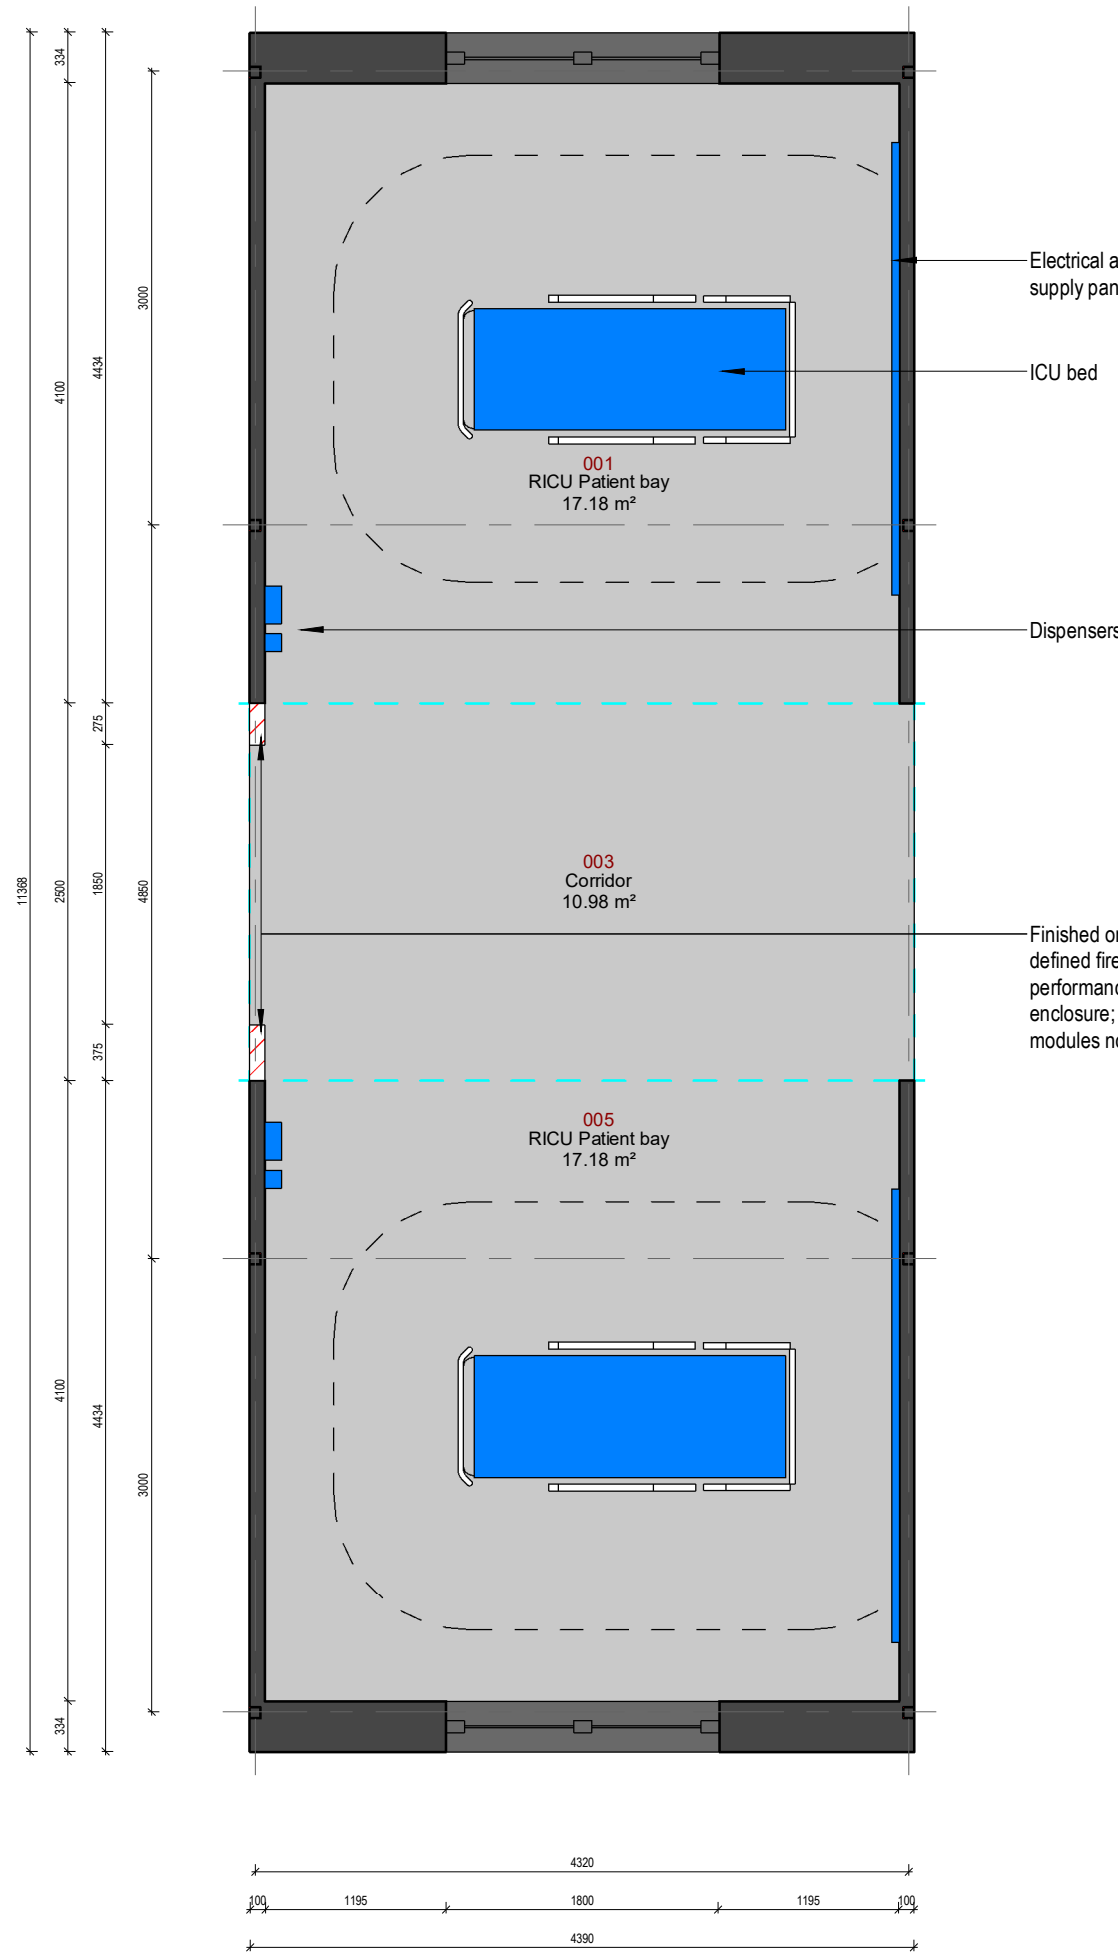 334
3000
4434
4100
Electrical a
supply pan
ICU bed
001
RICU Patient bay
17.18 m²
Dispensers
275
11368
2500
1850
4850
003
Corridor
10.98 m²
Finished or
defined fire
performanc
enclosure;
modules no
375
005
RICU Patient bay
17.18 m²
4100
4434
3000
334
4320
100 1195 1800 1195 100
4390